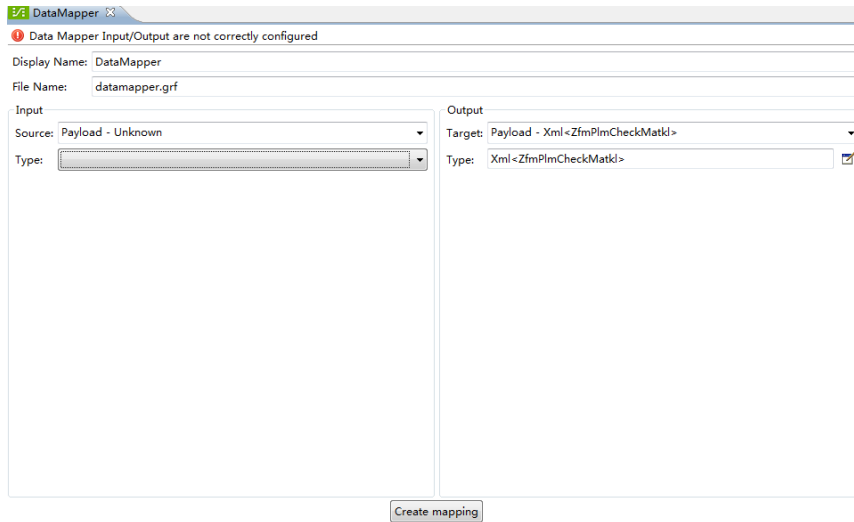 DataMapper
Data Mapper Input/Output are not correctly configured
Display Name: DataMapper
File Name: datamapper.grf
Input
Source: Payload - Unknown
Type:
Output
Target: Payload - Xml<ZfmPlmCheckMatkl>
Type: Xml<ZfmPlmCheckMatkl>
Create mapping